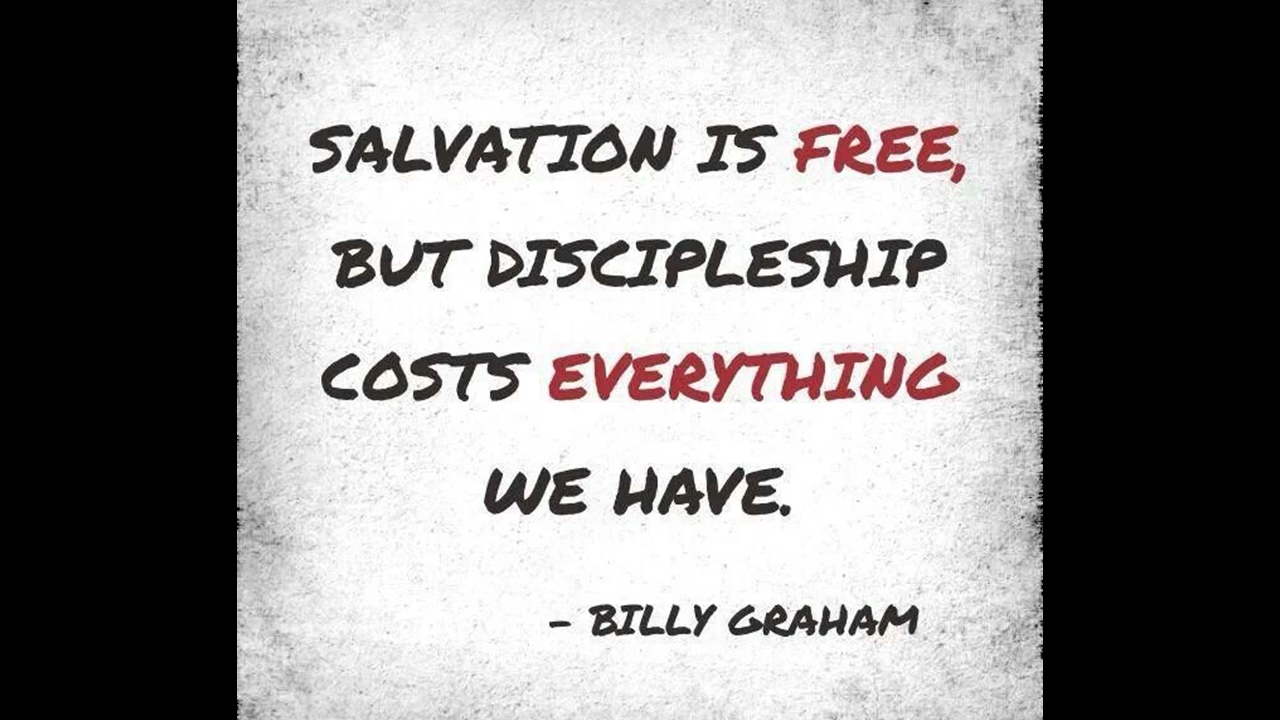 SALVATION IS FREE,
BUT DISCIPLESHIP
COSTS EVERYTHING
WE HAVE.
- BILLY GRAHAM